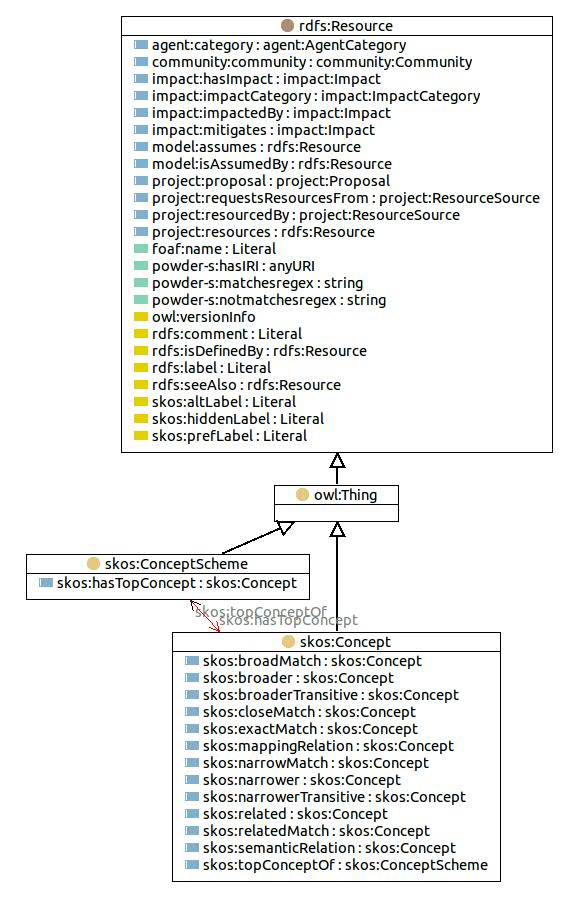 rdfs:Resource
agent:category : agent:AgentCategory
community:community : community:Community
impact:hasImpact : impact:Impact
impact:impactCategory : impact:ImpactCategory
impact:impactedBy : impact:Impact
impact:mitigates : impact:Impact
model:assumes : rdfs:Resource
model:isAssumedBy : rdfs:Resource
project:proposal : project:Proposal
project:requestsResourcesFrom : project:ResourceSource
project:resourcedBy : project:ResourceSource
project:resources : rdfs:Resource
foaf:name : Literal
powder-s:hasIRI : anyURI
powder-s:matchesregex : string
powder-s:notmatchesregex : string
owl:versionInfo
rdfs:comment : Literal
rdfs:isDefinedBy : rdfs:Resource
rdfs:label : Literal
rdfs:seeAlso : rdfs:Resource
skos:altLabel : Literal
skos:hiddenLabel : Literal
skos:prefLabel : Literal
owl:Thing
skos:ConceptScheme
skos:hasTopConcept : skos:Concept
skos:topConceptOf
skos:hasTopConcept
skos:Concept
skos:broadMatch : skos:Concept
skos:broader : skos:Concept
skos:broaderTransitive : skos:Concept
skos:closeMatch : skos:Concept
skos:exactMatch : skos:Concept
skos:mappingRelation : skos:Concept
skos:narrowMatch : skos:Concept
skos:narrower : skos:Concept
skos:narrowerTransitive : skos:Concept
skos:related : skos:Concept
skos:relatedMatch : skos:Concept
skos:semanticRelation : skos:Concept
skos:topConceptOf : skos:ConceptScheme